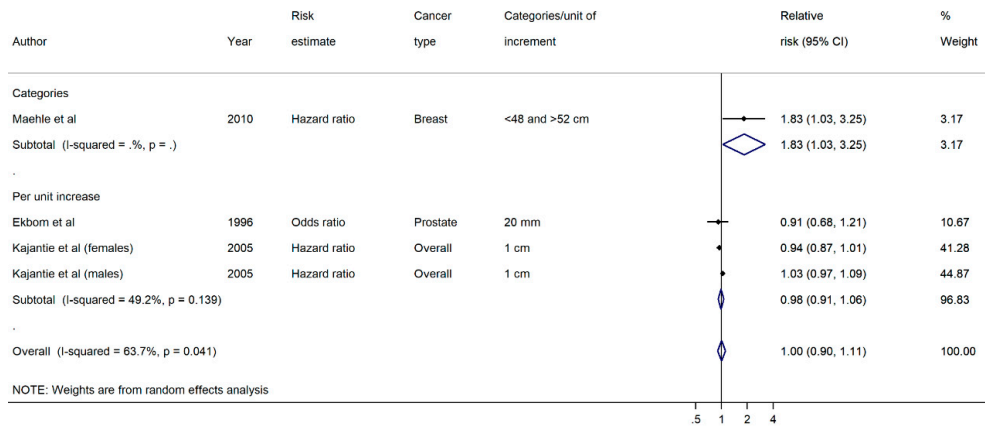 Risk Cancer Categories/unit of Relative %
Author Year estimate type increment risk (95% CI) Weight
Categories
Maehle et al 2010 Hazard ratio Breast <48 and >52 cm 1.83 (1.03, 3.25) 3.17
Subtotal (I-squared = .%, p = .) 1.83 (1.03, 3.25) 3.17
.
Per unit increase
Ekbom et al 1996 Odds ratio Prostate 20 mm 0.91 (0.68, 1.21) 10.67
Kajantie et al (females) 2005 Hazard ratio Overall 1 cm 0.94 (0.87, 1.01) 41.28
Kajantie et al (males) 2005 Hazard ratio Overall 1 cm 1.03 (0.97, 1.09) 44.87
Subtotal (I-squared = 49.2%, p = 0.139) 0.98 (0.91, 1.06) 96.83
.
Overall (I-squared = 63.7%, p = 0.041) 1.00 (0.90, 1.11) 100.00
NOTE: Weights are from random effects analysis
.5 1 2 4